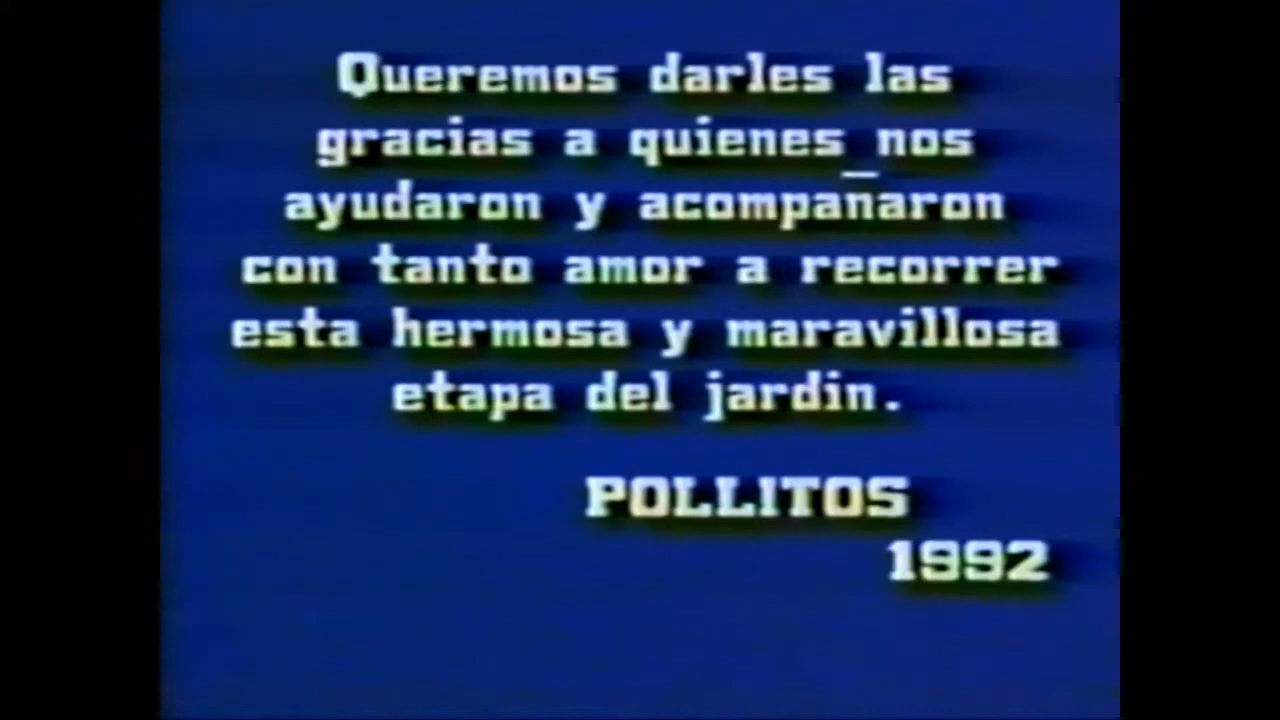 Queremos darles las
gracias a quienes nos
ayudaron y acompañaron
con tanto amor a recorrer
esta hermosa y maravillosa
etapa del jardin.
POLLITOS
1992